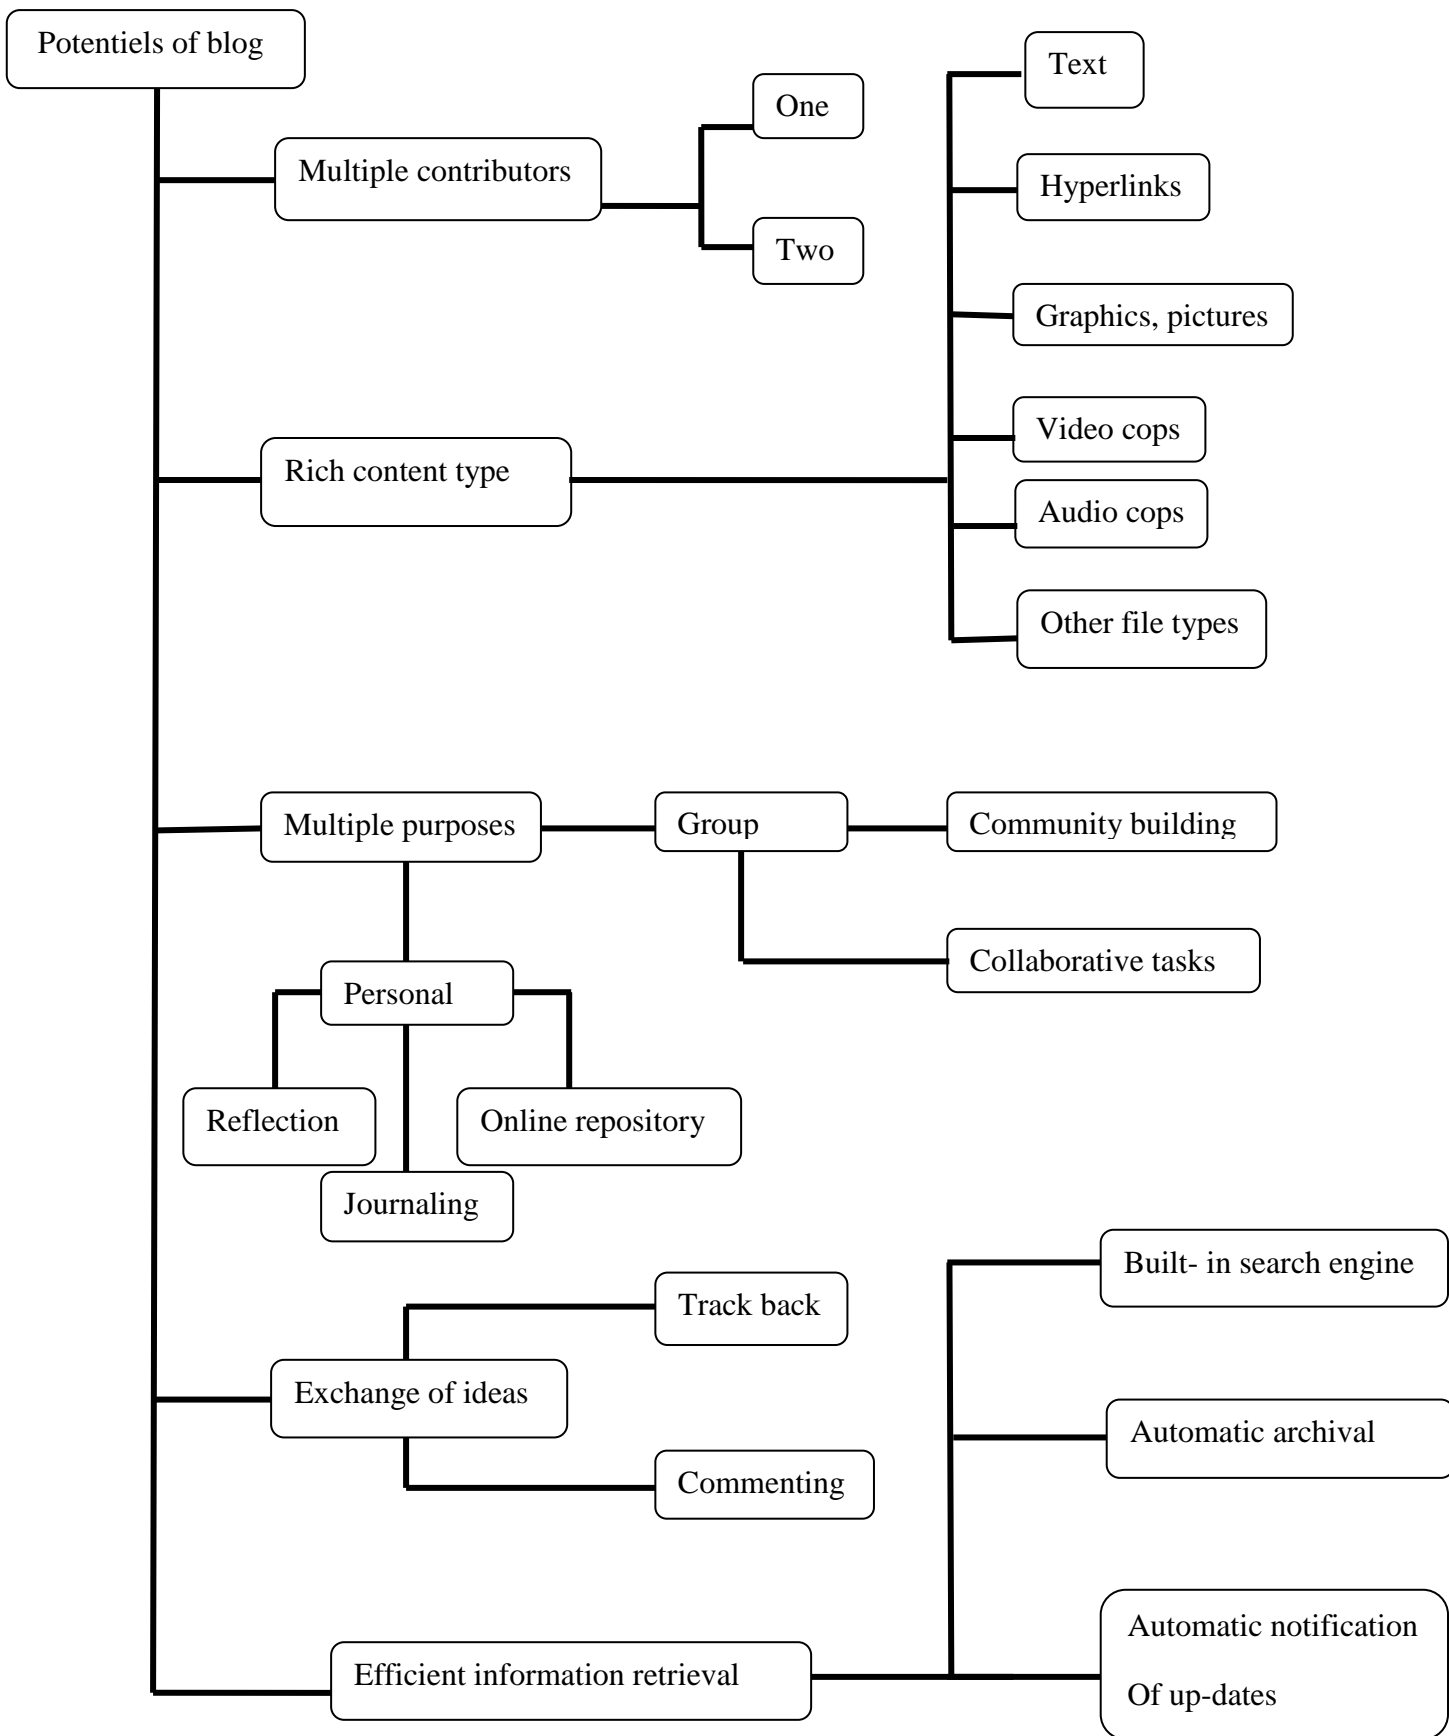 Potentiels of blog
Multiple contributors
One
Two
Rich content type
Text
Hyperlinks
Graphics, pictures
Video cops
Audio cops
Other file types
Multiple purposes
Group
Community building
Collaborative tasks
Personal
Reflection
Online repository
Journaling
Exchange of ideas
Track back
Commenting
Efficient information retrieval
Built- in search engine
Automatic archival
Automatic notification
Of up-dates